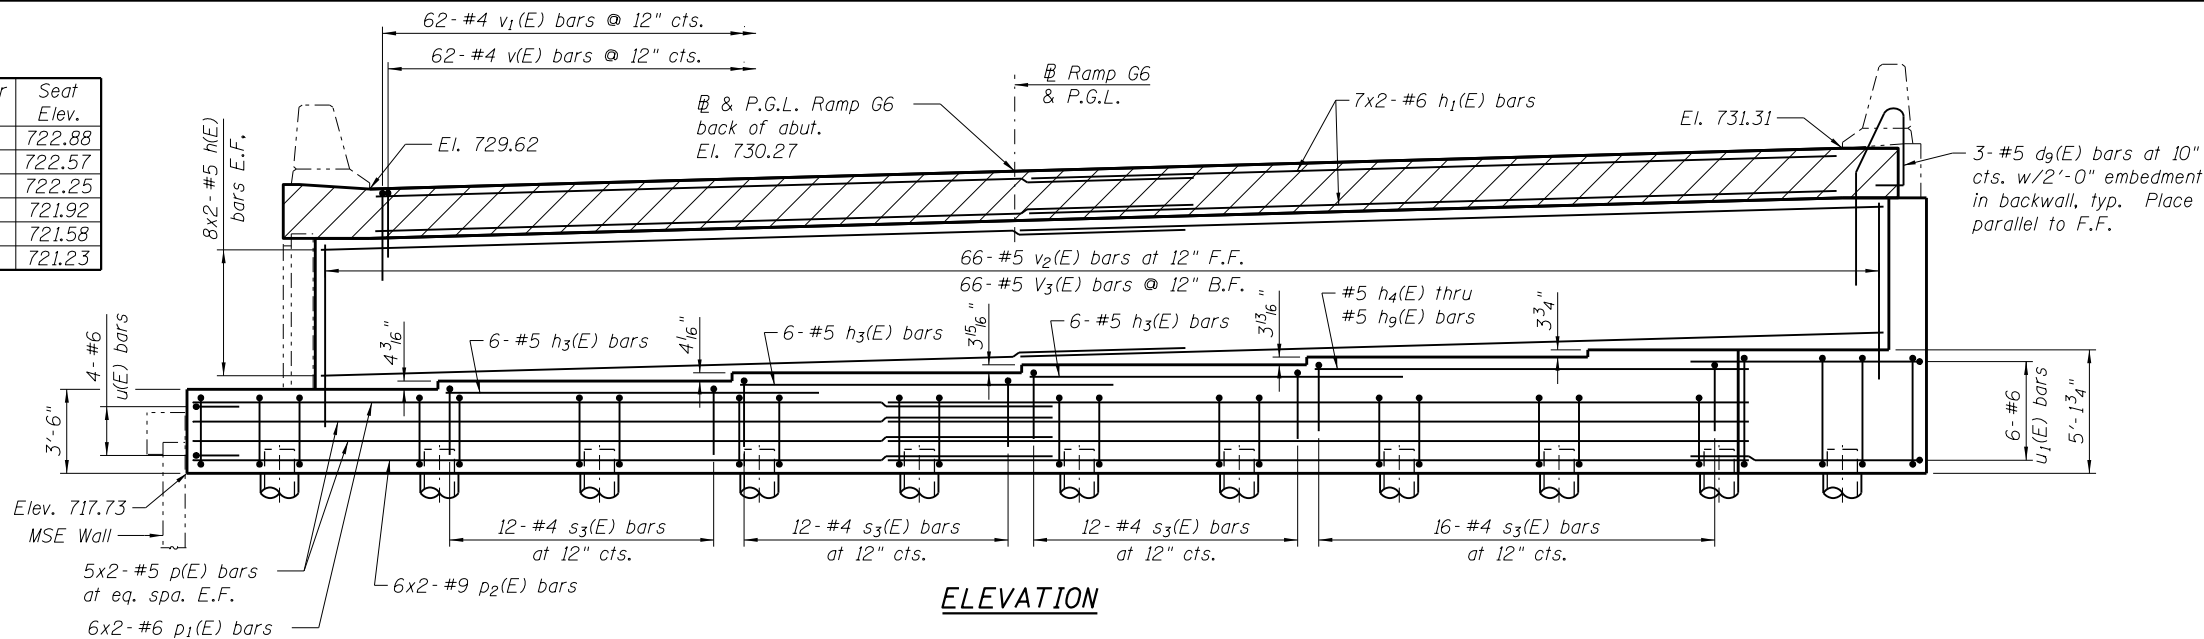 62-#4 v1(E) bars @ 12" cts.
62-#4 v(E) bars @ 12" cts.
r
Seat
Elev.
722.88
722.57
722.25
721.92
721.58
721.23
8x2-#5 h(E)
bars E.F.
El. 729.62
℄ & P.G.L. Ramp G6
back of abut.
El. 730.27
℄ Ramp G6
& P.G.L.
7x2-#6 h1(E) bars
El. 731.31
3-#5 d9(E) bars at 10"
cts. w/2'-0" embedment
in backwall, typ. Place
parallel to F.F.
66-#5 v2(E) bars at 12" F.F.
66-#5 V3(E) bars @ 12" B.F.
#5 h4(E) thru
#5 h9(E) bars
4-#6
u(E) bars
3'-6"
4 3/16"
6-#5 h3(E) bars
4 1/16"
6-#5 h3(E) bars
3 15/16"
6-#5 h3(E) bars
3 13/16"
3 3/4"
6-#6
u1(E) bars
5'-1 3/4"
Elev. 717.73
MSE Wall
12-#4 s3(E) bars
at 12" cts.
12-#4 s3(E) bars
at 12" cts.
12-#4 s3(E) bars
at 12" cts.
16-#4 s3(E) bars
at 12" cts.
5x2-#5 p(E) bars
at eq. spa. E.F.
6x2-#9 p2(E) bars
6x2-#6 p1(E) bars
ELEVATION